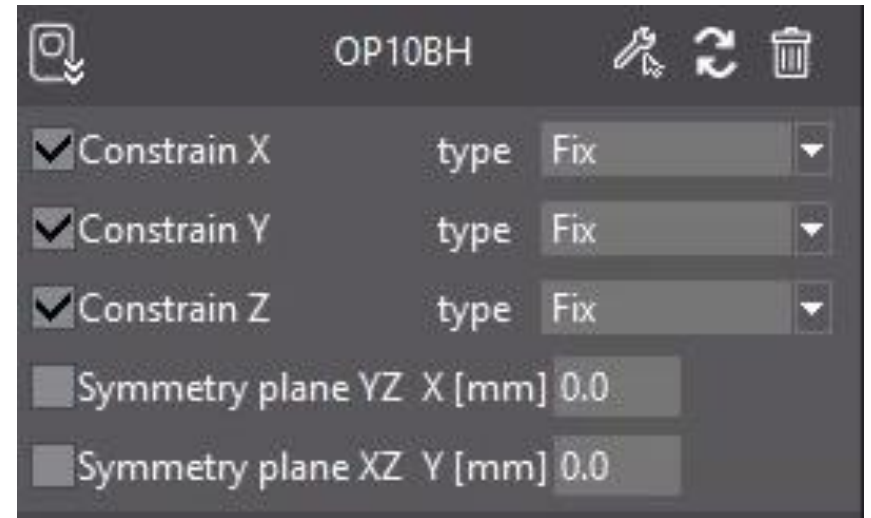 OP10BH
Constrain X type Fix
Constrain Y type Fix
Constrain Z type Fix
Symmetry plane YZ X [mm] 0.0
Symmetry plane XZ Y [mm] 0.0